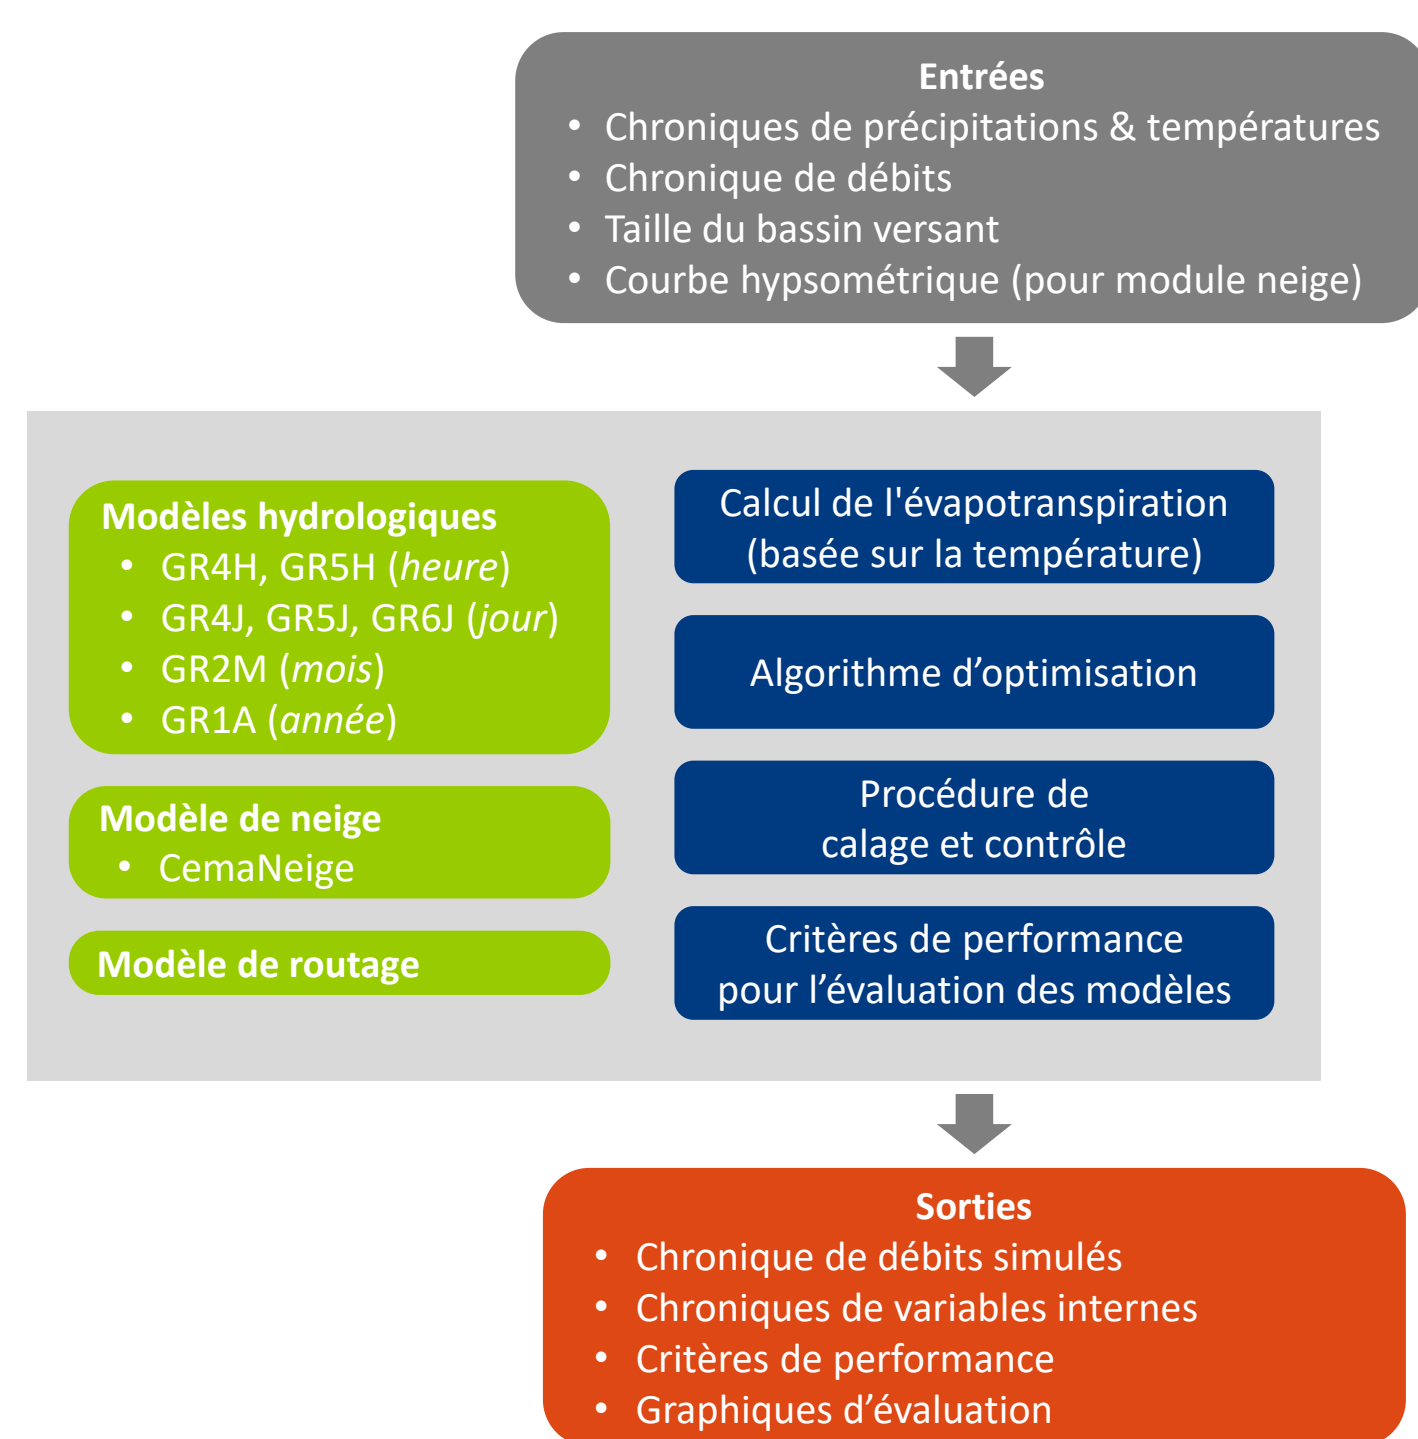 Entrées
• Chroniques de précipitations & températures
• Chronique de débits
• Taille du bassin versant
• Courbe hypsométrique (pour module neige)
Modèles hydrologiques
• GR4H, GR5H (heure)
• GR4J, GR5J, GR6J (jour)
• GR2M (mois)
• GR1A (année)
Modèle de neige
• CemaNeige
Modèle de routage
Calcul de l'évapotranspiration
(basée sur la température)
Algorithme d’optimisation
Procédure de
calage et contrôle
Critères de performance
pour l’évaluation des modèles
Sorties
• Chronique de débits simulés
• Chroniques de variables internes
• Critères de performance
• Graphiques d’évaluation